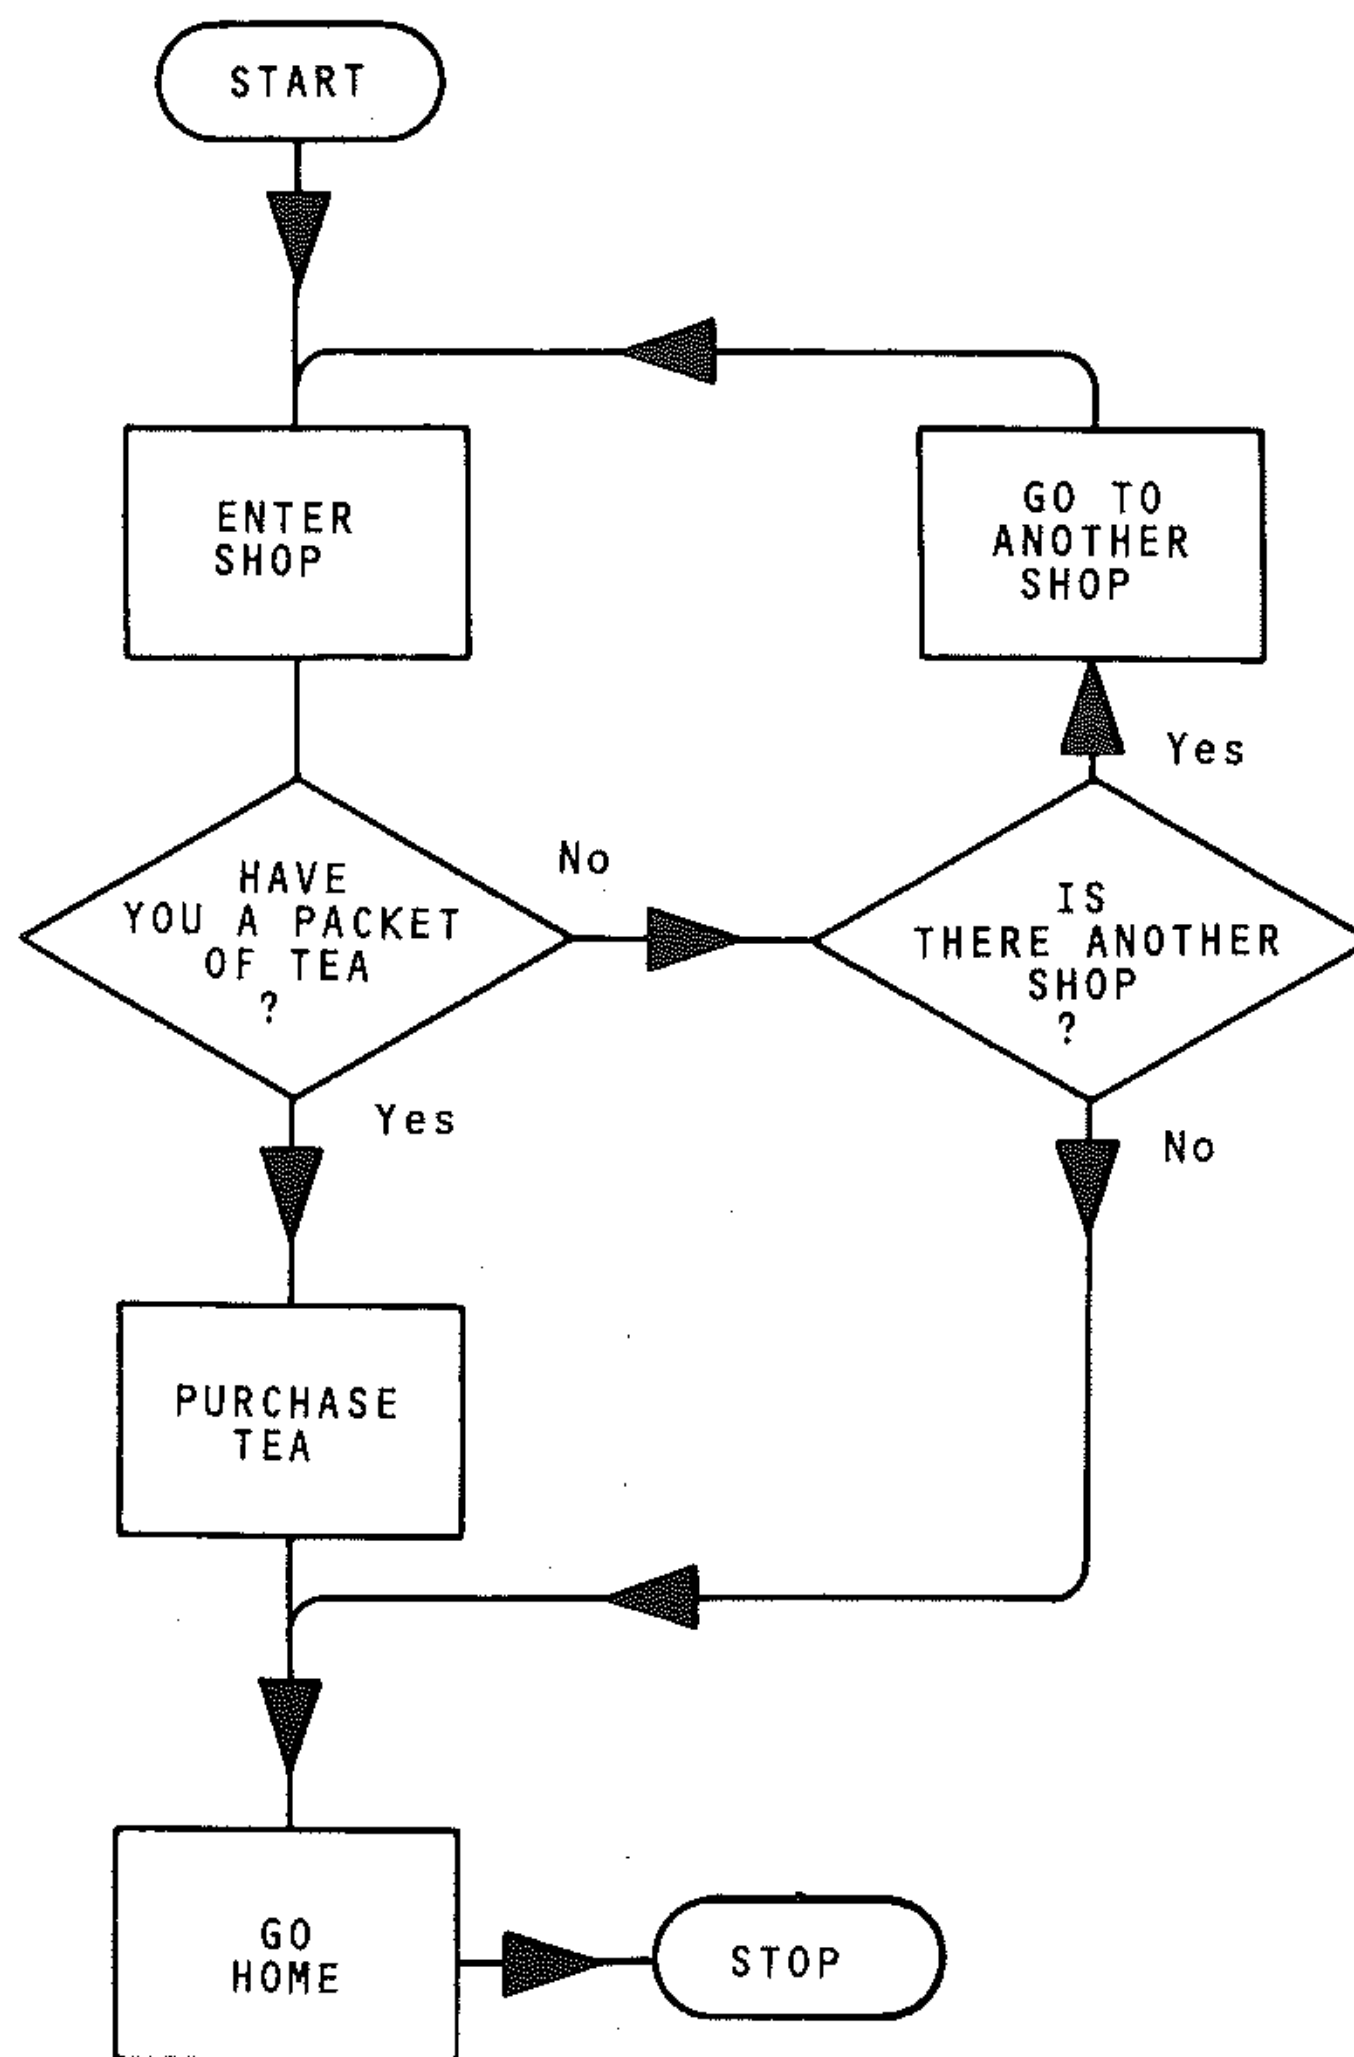 START
ENTER
SHOP
GO TO
ANOTHER
SHOP
Yes
HAVE
YOU A PACKET
OF TEA
?
No
IS
THERE ANOTHER
SHOP
?
Yes
No
PURCHASE
TEA
GO
HOME
STOP